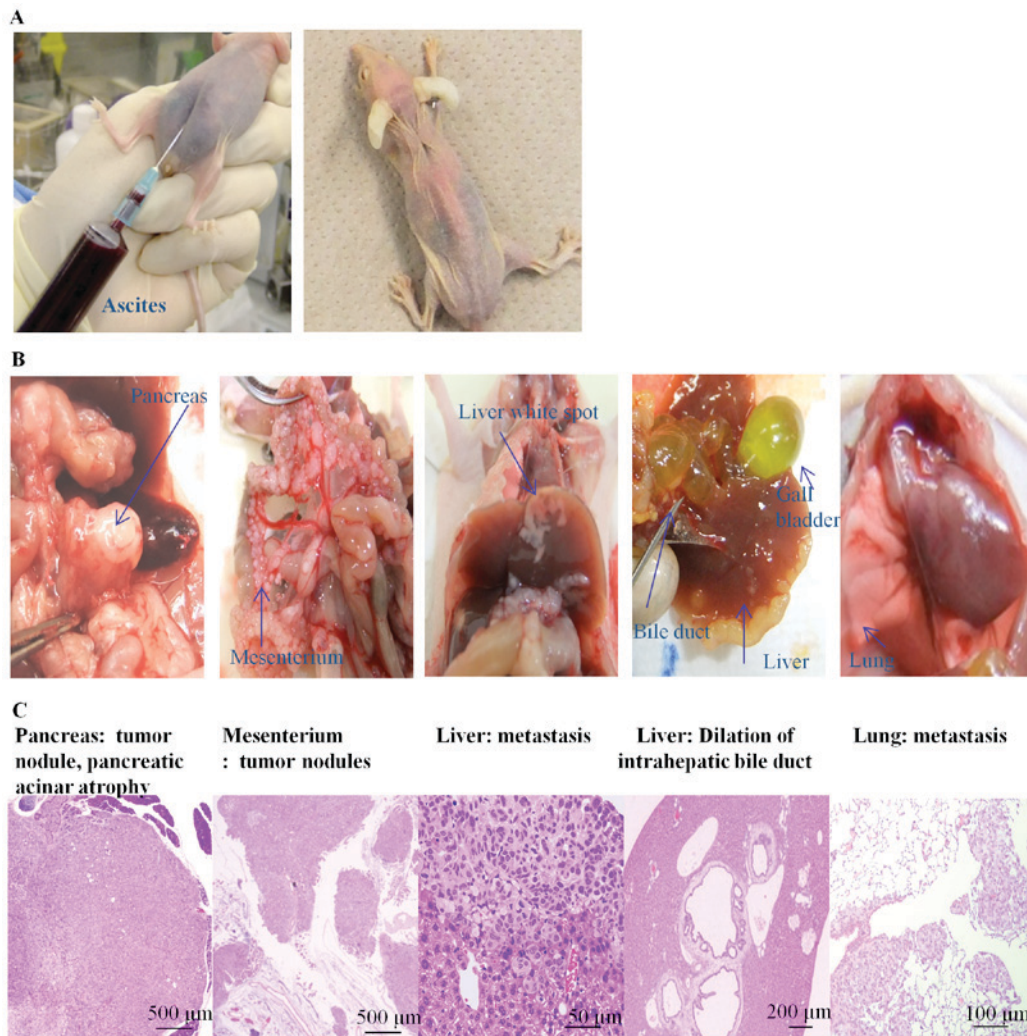 A
Ascites
B
Pancreas
Mesenterium
Liver white spot
Gall
bladder
Bile duct
Liver
Lung
C
Pancreas: tumor
nodule, pancreatic
acinar atrophy
Mesenterium
: tumor nodules
Liver: metastasis
Liver: Dilation of
intrahepatic bile duct
Lung: metastasis
500 μm
500 μm
50 μm
200 μm
100 μm